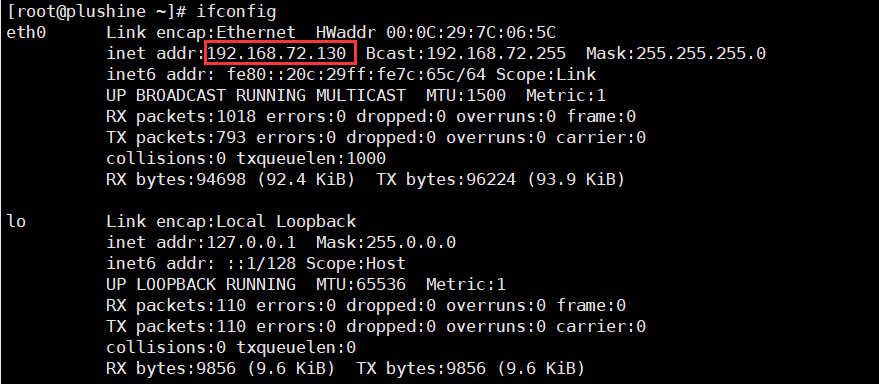 [root@plushine ~]# ifconfig
eth0 Link encap:Ethernet HWaddr 00:0C:29:7C:06:5C
inet addr:192.168.72.130 Bcast:192.168.72.255 Mask:255.255.255.0
inet6 addr: fe80::20c:29ff:fe7c:65c/64 Scope:Link
UP BROADCAST RUNNING MULTICAST MTU:1500 Metric:1
RX packets:1018 errors:0 dropped:0 overruns:0 frame:0
TX packets:793 errors:0 dropped:0 overruns:0 carrier:0
collisions:0 txqueuelen:1000
RX bytes:94698 (92.4 KiB) TX bytes:96224 (93.9 KiB)
lo Link encap:Local Loopback
inet addr:127.0.0.1 Mask:255.0.0.0
inet6 addr: ::1/128 Scope:Host
UP LOOPBACK RUNNING MTU:65536 Metric:1
RX packets:110 errors:0 dropped:0 overruns:0 frame:0
TX packets:110 errors:0 dropped:0 overruns:0 carrier:0
collisions:0 txqueuelen:0
RX bytes:9856 (9.6 KiB) TX bytes:9856 (9.6 KiB)